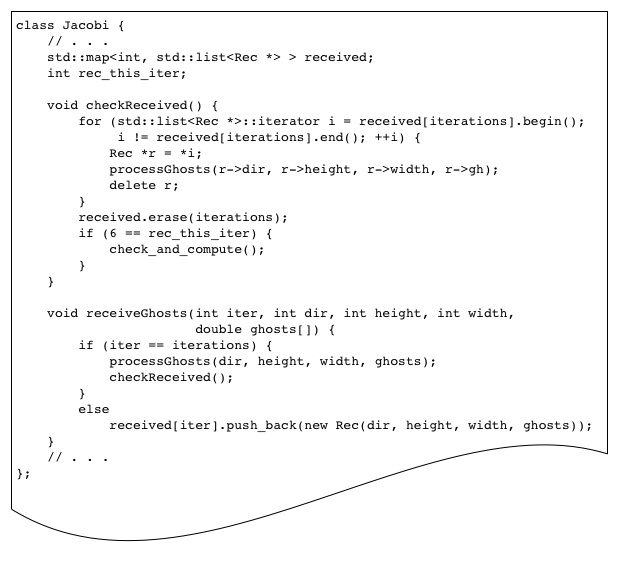 class Jacobi {
    // . . .
    std::map<int, std::list<Rec *> > received;
    int rec_this_iter;

    void checkReceived() {
        for (std::list<Rec *>::iterator i = received[iterations].begin();
             i != received[iterations].end(); ++i) {
            Rec *r = *i;
            processGhosts(r->dir, r->height, r->width, r->gh);
            delete r;
        }
        received.erase(iterations);
        if (6 == rec_this_iter) {
            check_and_compute();
        }
    }

    void receiveGhosts(int iter, int dir, int height, int width,
                       double ghosts[]) {
        if (iter == iterations) {
            processGhosts(dir, height, width, ghosts);
            checkReceived();
        }
        else
            received[iter].push_back(new Rec(dir, height, width, ghosts));
    }
    // . . .
};